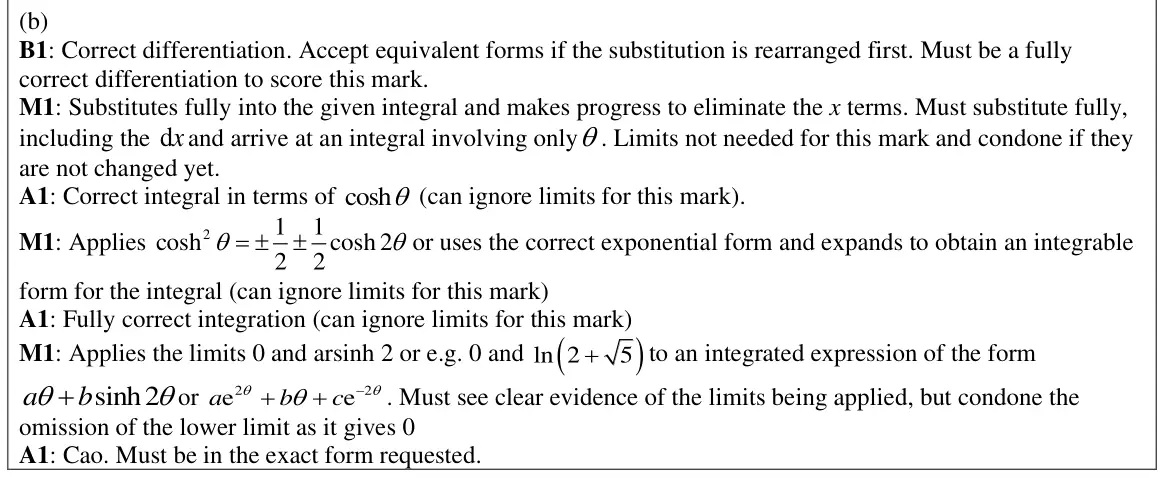 (b)
B1: Correct differentiation. Accept equivalent forms if the substitution is rearranged first. Must be a fully
correct differentiation to score this mark.
M1: Substitutes fully into the given integral and makes progress to eliminate the x terms. Must substitute fully,
including the dx and arrive at an integral involving only θ. Limits not needed for this mark and condone if they
are not changed yet.
A1: Correct integral in terms of cosh θ (can ignore limits for this mark).
M1: Applies cosh² θ = ± 1/2 ± 1/2 cosh 2θ or uses the correct exponential form and expands to obtain an integrable
form for the integral (can ignore limits for this mark)
A1: Fully correct integration (can ignore limits for this mark)
M1: Applies the limits 0 and arsinh 2 or e.g. 0 and ln(2 + √5) to an integrated expression of the form
aθ + b sinh 2θ or ae^{2θ} + bθ + ce^{−2θ}. Must see clear evidence of the limits being applied, but condone the
omission of the lower limit as it gives 0
A1: Cao. Must be in the exact form requested.